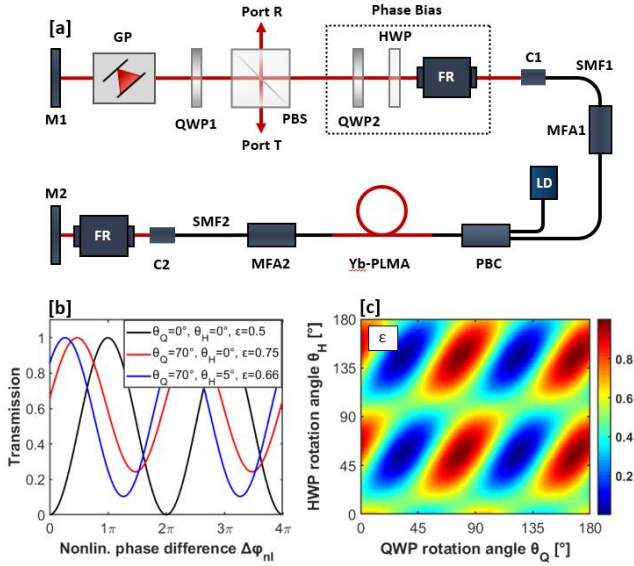 [a]
Phase Bias
GP
HWP
FR
C1
SMF1
M1
QWP1
Port R
PBS
Port T
QWP2
MFA1
M2
LD
FR
SMF2
C2
MFA2
Yb-PLMA
PBC
[b]
θQ=0°, θH=0°, ε=0.5
θQ=70°, θH=0°, ε=0.75
θQ=70°, θH=5°, ε=0.66
Transmission
1
0.8
0.6
0.4
0.2
0
0
1π
2π
3π
4π
Nonlin. phase difference Δφnl
[c]
ε
HWP rotation angle θH [°]
180
135
90
45
0
0
45
90
135
180
QWP rotation angle θQ [°]
0.8
0.6
0.4
0.2